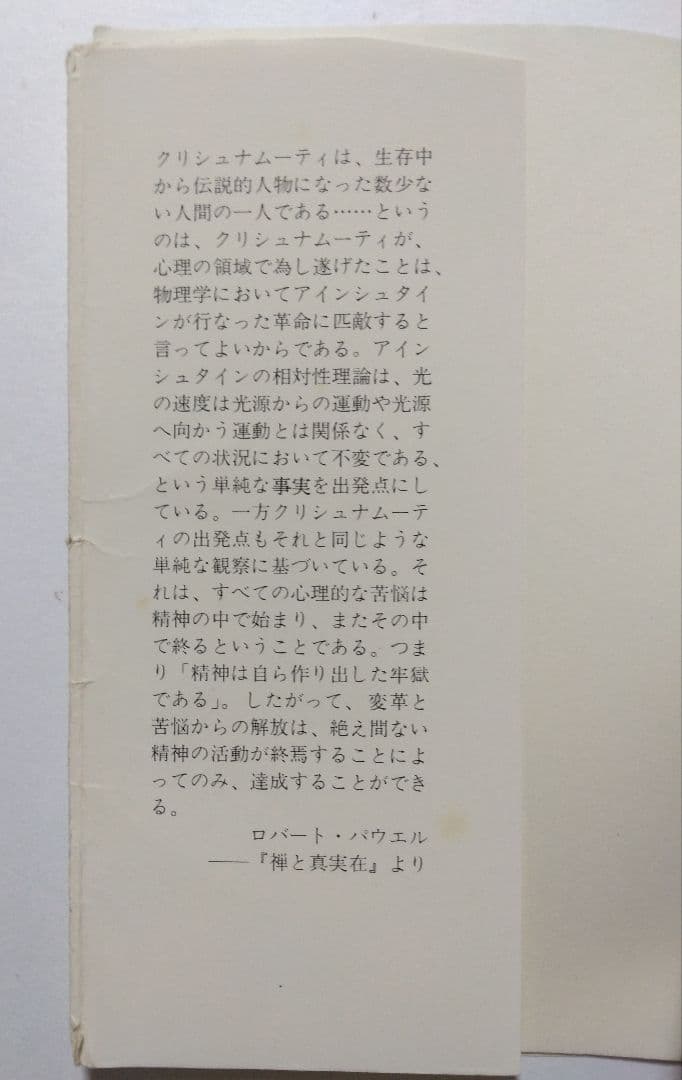 クリシュナムーティは、生存中
から伝説的人物になった数少な
い人間の一人である……という
のは、クリシュナムーティが、
心理の領域で為し遂げたことは、
物理学においてアインシュタイ
ンが行なった革命に匹敵すると
言ってよいからである。アイン
シュタインの相対性理論は、光
の速度は光源からの運動や光源
へ向かう運動とは関係なく、す
べての状況において不変である、
という単純な事実を出発点にし
ている。一方クリシュナムーテ
ィの出発点もそれと同じような
単純な観察に基づいている。そ
れは、すべての心理的な苦悩は
精神の中で始まり、またその中
で終るということである。つま
り「精神は自ら作り出した牢獄
である」。したがって、変革と
苦悩からの解放は、絶え間ない
精神の活動が終焉することによ
ってのみ、達成することができ
る。
ロバート・パウエル
――『禅と真実在』より